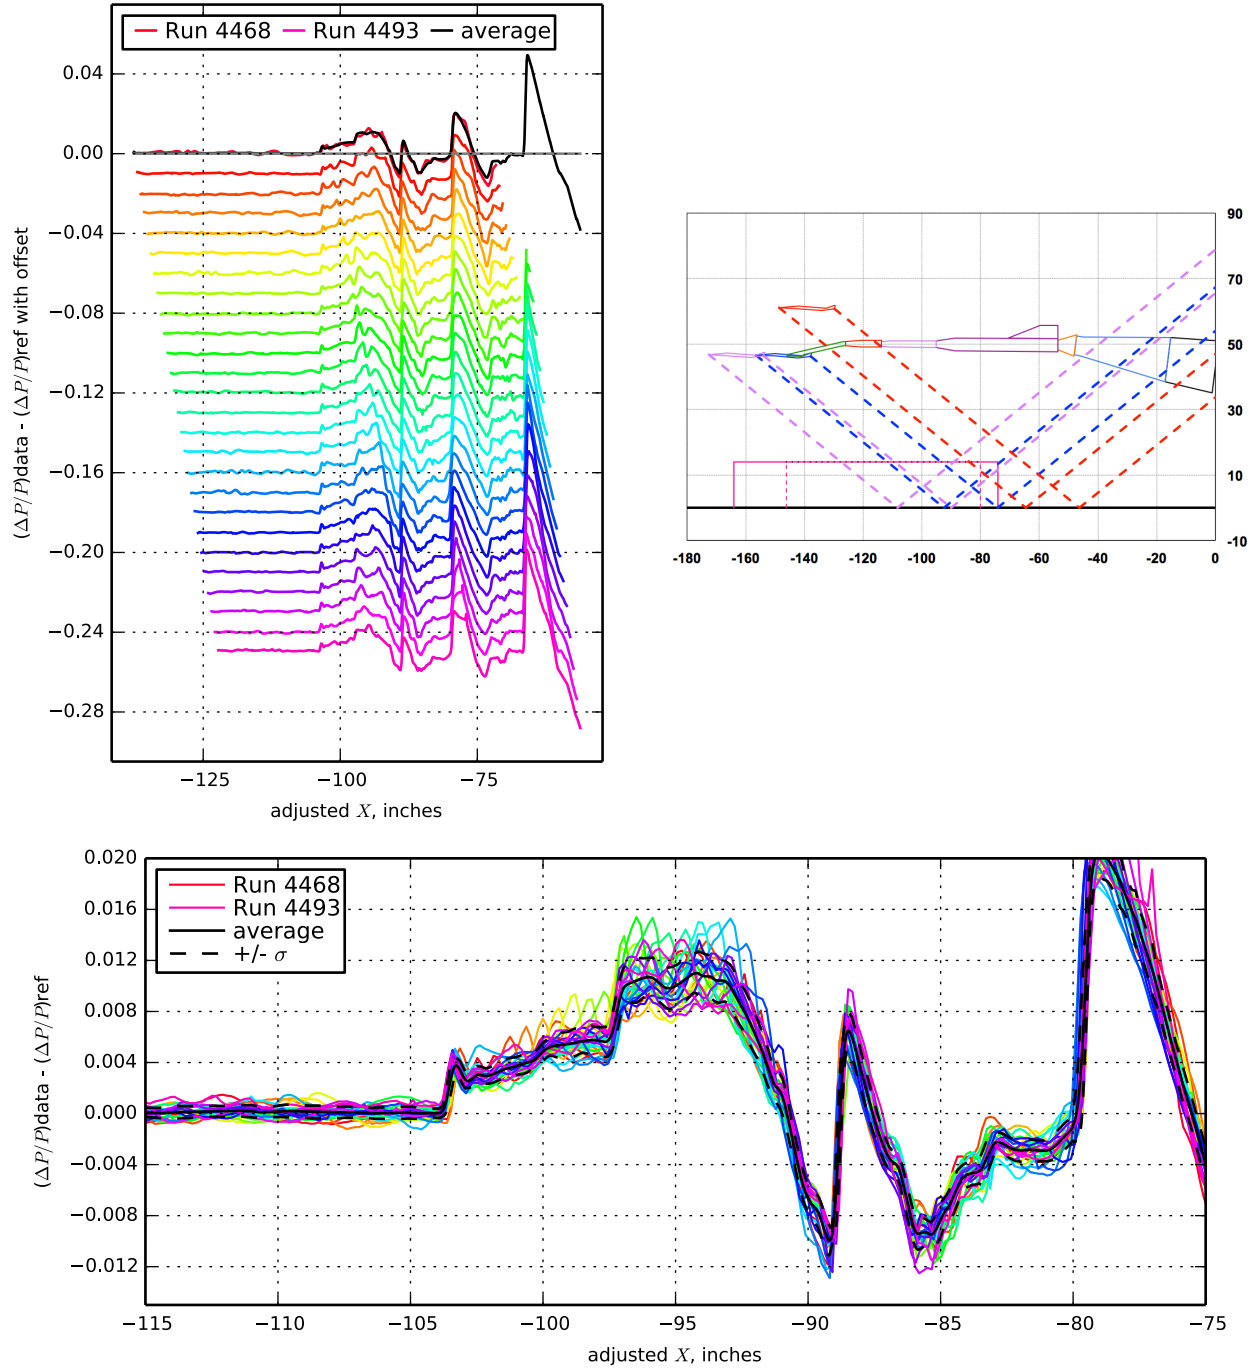 Run 4468 Run 4493 average
0.04
0.00
−0.04
−0.08
−0.12
−0.16
−0.20
−0.24
−0.28
(ΔP/P)data - (ΔP/P)ref with offset
−125 −100 −75
adjusted X, inches
90
70
50
30
10
-10
-180 -160 -140 -120 -100 -80 -60 -40 -20 0
0.020
0.016
0.012
0.008
0.004
0.000
−0.004
−0.008
−0.012
(ΔP/P)data - (ΔP/P)ref
Run 4468
Run 4493
average
+/- σ
−115 −110 −105 −100 −95 −90 −85 −80 −75
adjusted X, inches